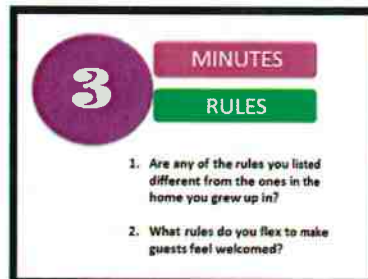 3
MINUTES
RULES
1. Are any of the rules you listed
different from the ones in the
home you grew up in?
2. What rules do you flex to make
guests feel welcomed?